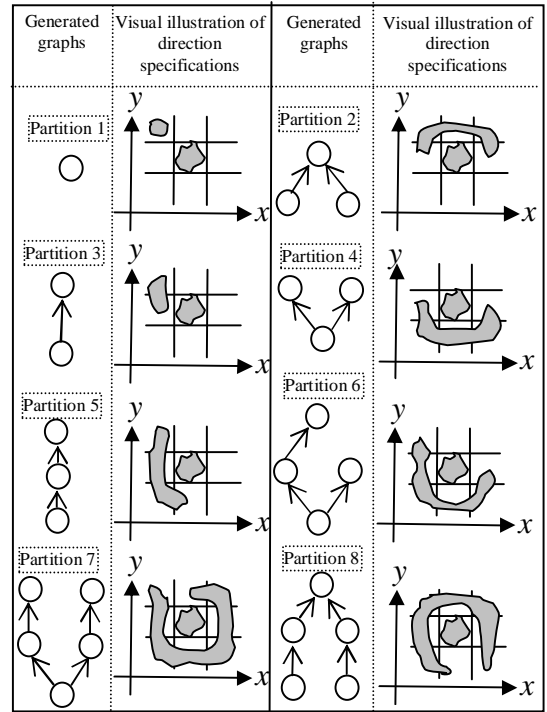 Generated
graphs
Visual illustration of
direction
specifications
Generated
graphs
Visual illustration of
direction
specifications
Partition 1
y
x
Partition 2
y
x
Partition 3
y
x
Partition 4
y
x
Partition 5
y
x
Partition 6
y
x
Partition 7
y
x
Partition 8
y
x